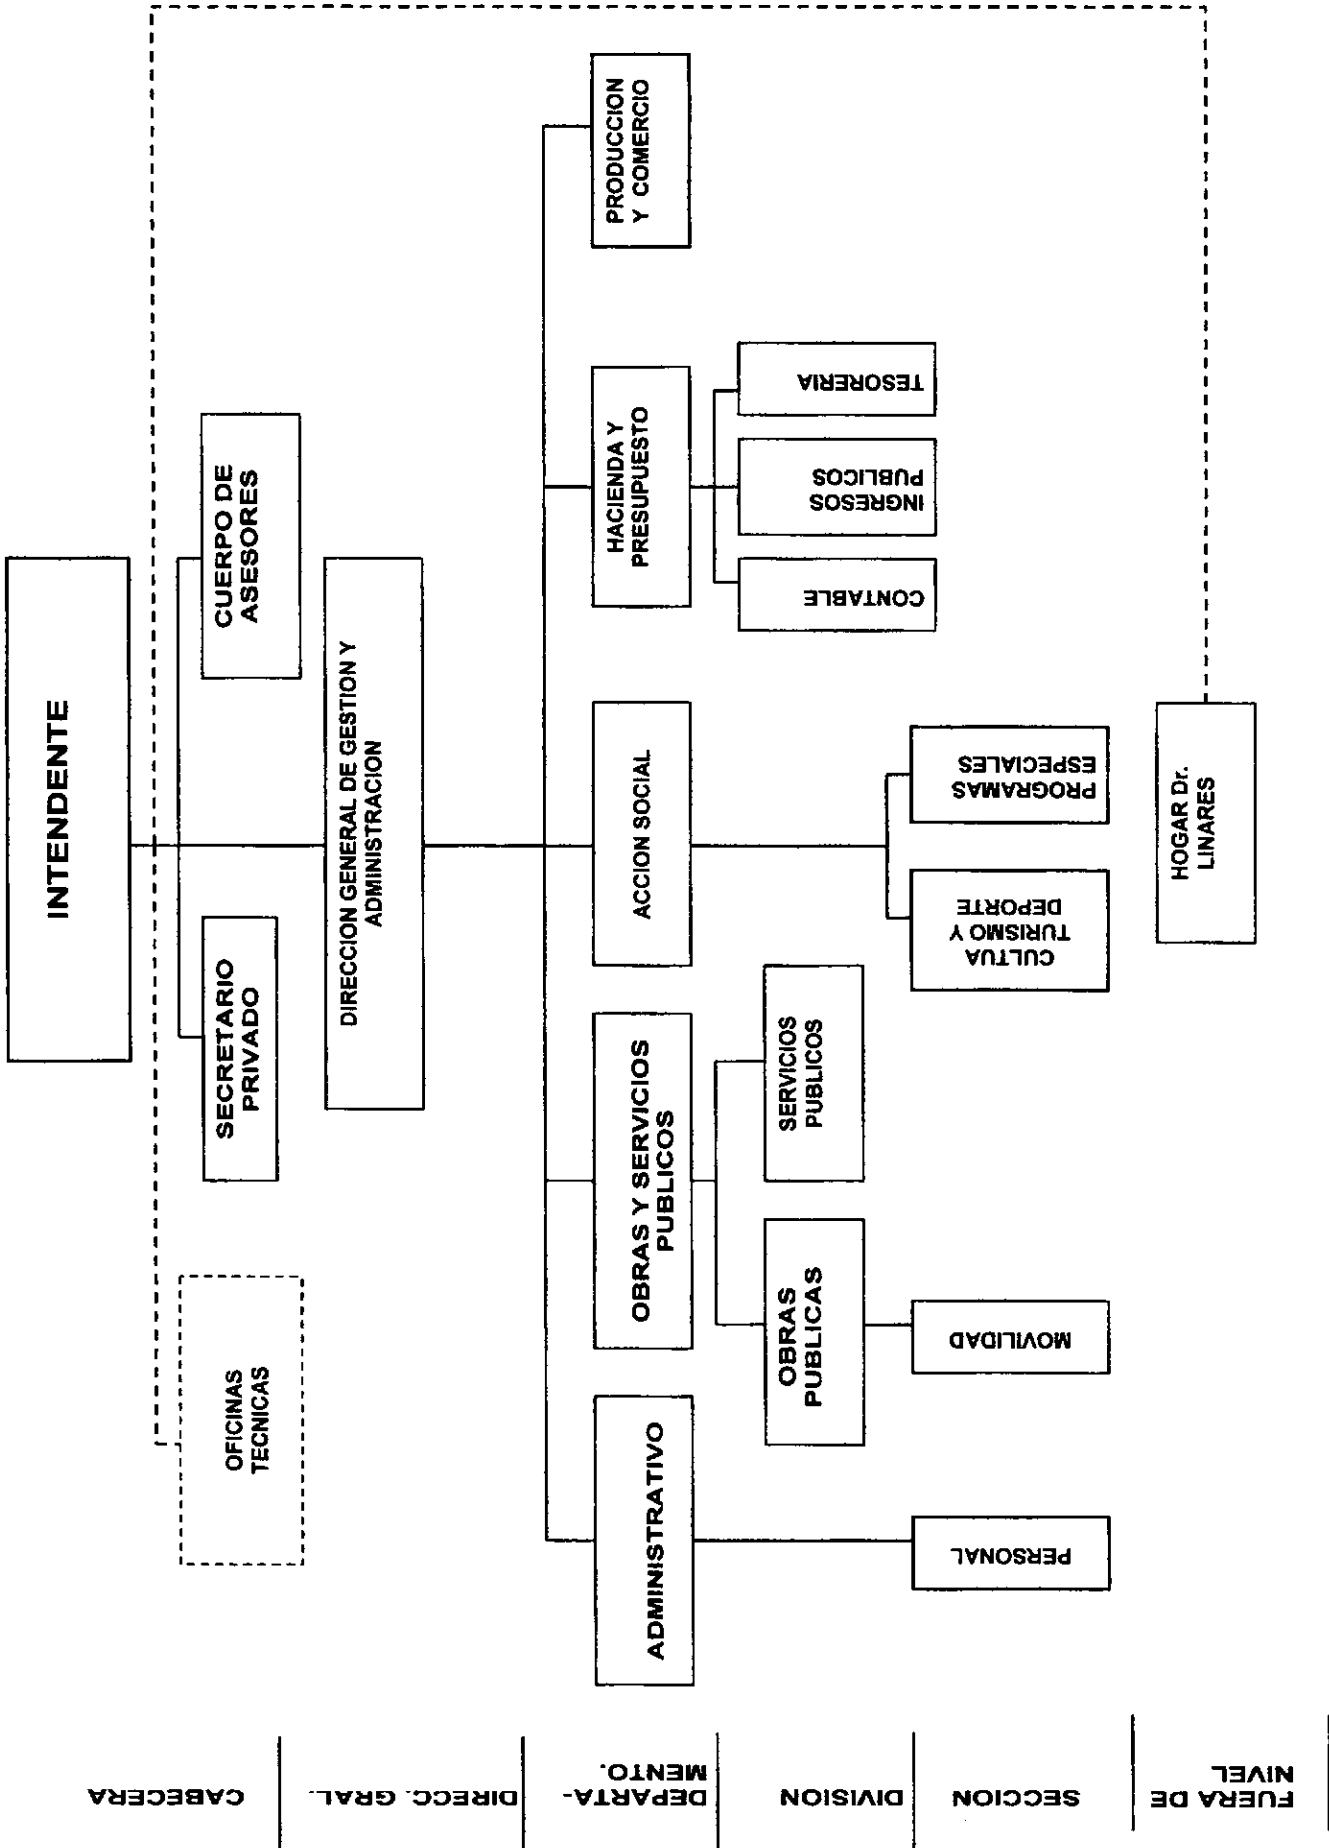 INTENDENTE
SECRETARIO
PRIVADO
CUERPO DE
ASESORES
OFICINAS
TECNICAS
DIRECCION GENERAL DE GESTION Y
ADMINISTRACION
ADMINISTRATIVO
OBRAS Y SERVICIOS
PUBLICOS
ACCION SOCIAL
HACIENDA Y
PRESUPUESTO
PRODUCCION
Y COMERCIO
OBRAS
PUBLICAS
SERVICIOS
PUBLICOS
CONTABLE
INGRESOS
PUBLICOS
TESORERIA
PERSONAL
MOVILIDAD
CULTUA
TURISMO Y
DEPORTE
PROGRAMAS
ESPECIALES
HOGAR Dr.
LINARES
CABECERA
DIRECC. GRAL.
DEPARTA-
MENTO.
DIVISION
SECCION
FUERA DE
NIVEL